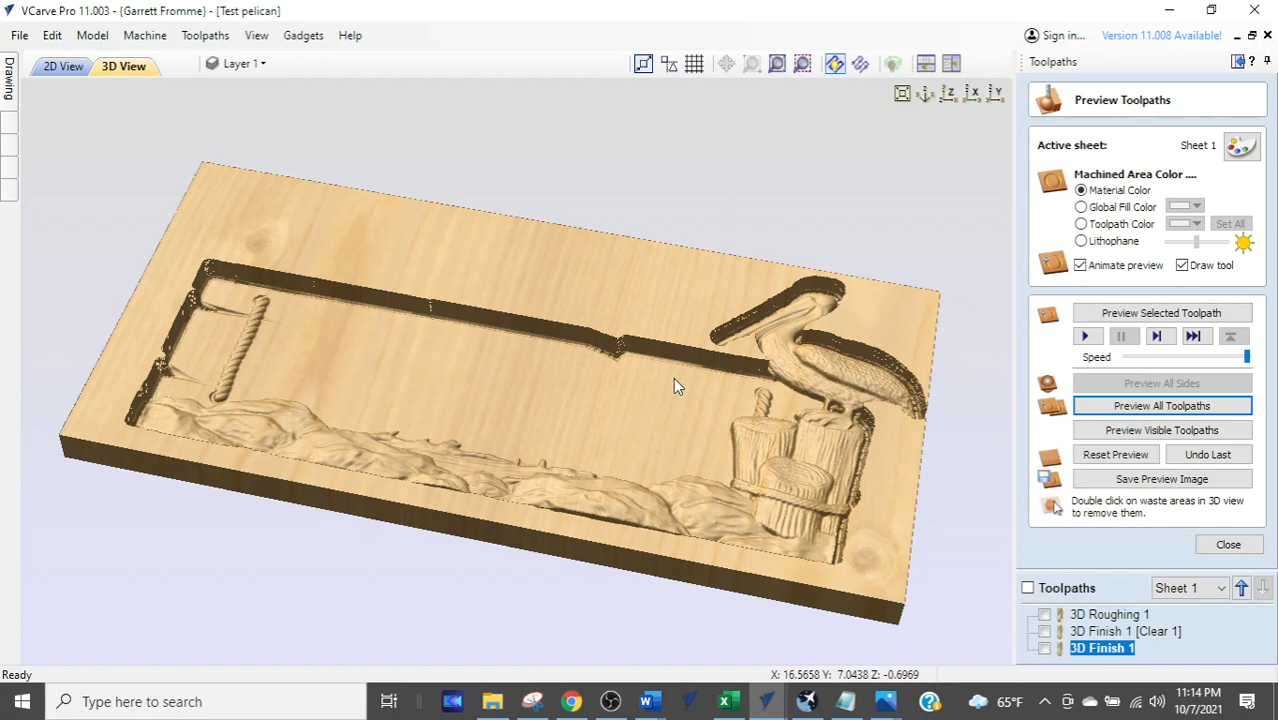 VCarve Pro 11.003 - {Garrett Fromme} - [Test pelican]
File Edit Model Machine Toolpaths View Gadgets Help
Sign in... Version 11.008 Available!
Drawing
2D View 3D View Layer 1
Toolpaths
Z X Y
Preview Toolpaths
Active sheet: Sheet 1
Machined Area Color ....
Material Color
Global Fill Color
Toolpath Color Set All
Lithophane
Animate preview Draw tool
Preview Selected Toolpath
Speed
Preview All Sides
Preview All Toolpaths
Preview Visible Toolpaths
Reset Preview Undo Last
Save Preview Image
Double click on waste areas in 3D view
to remove them.
Close
Toolpaths Sheet 1
3D Roughing 1
3D Finish 1 [Clear 1]
3D Finish 1
Ready X: 16.5658 Y: 7.0438 Z: -0.6969
Type here to search
65°F
11:14 PM
10/7/2021